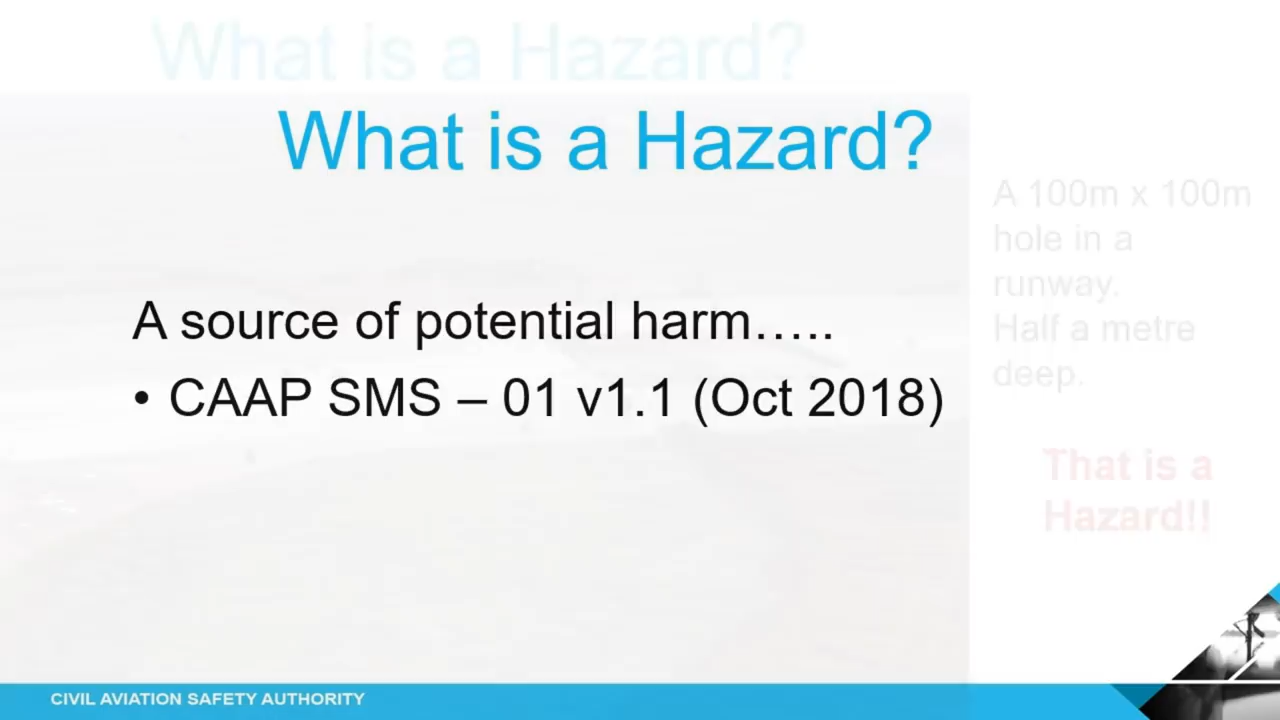 What is a Hazard?
What is a Hazard?
A 100m x 100m
hole in a
runway.
Half a metre
deep.
A source of potential harm…..
• CAAP SMS – 01 v1.1 (Oct 2018)
That is a
Hazard!!
CIVIL AVIATION SAFETY AUTHORITY